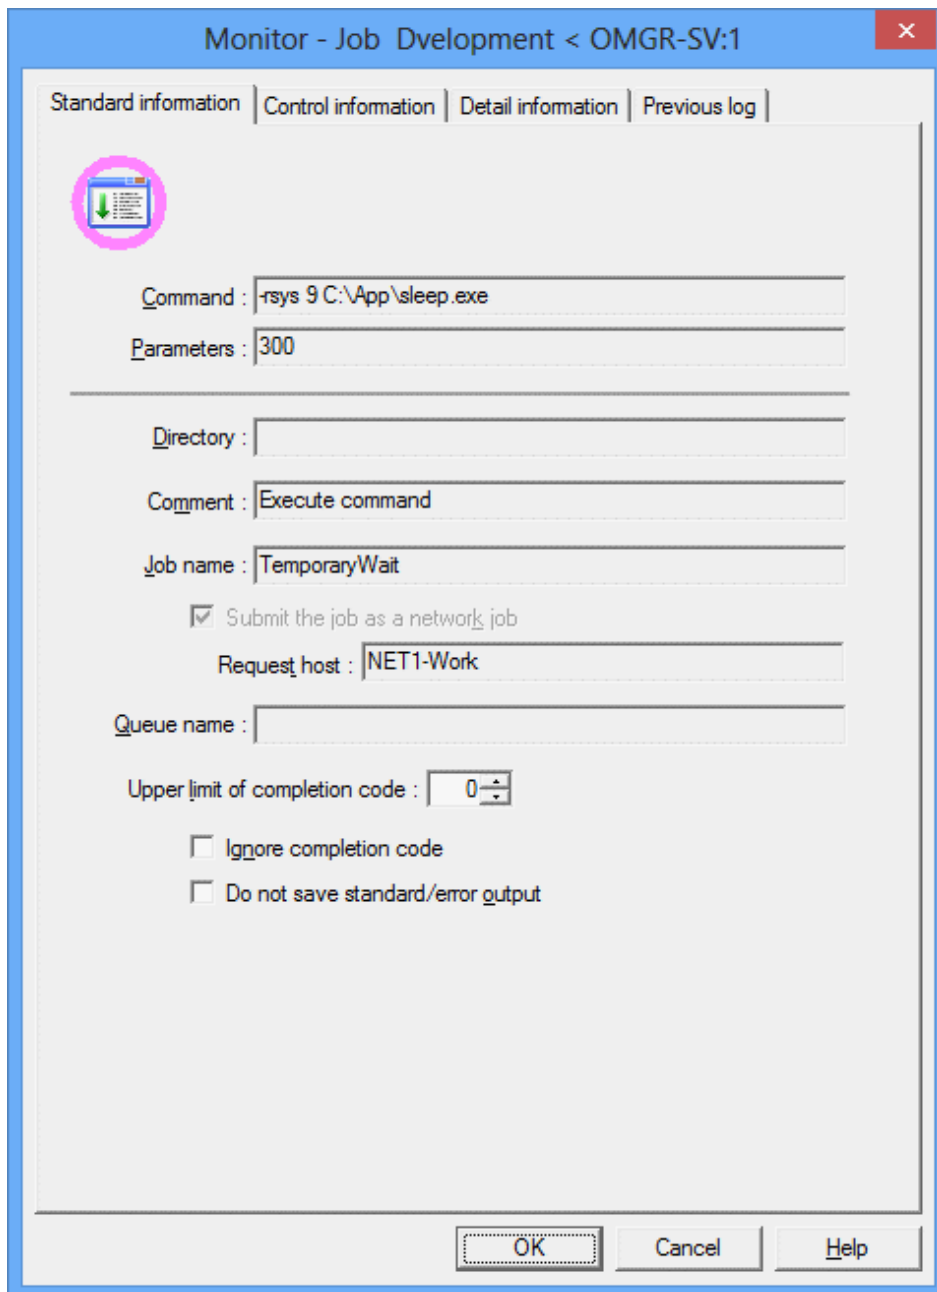 Monitor - Job  Dvelopment < OMGR-SV:1
Standard information Control information Detail information Previous log
Command : -rsys 9 C:\App\sleep.exe
Parameters : 300
Directory :
Comment : Execute command
Job name : TemporaryWait
Submit the job as a network job
Request host : NET1-Work
Queue name :
Upper limit of completion code : 0
Ignore completion code
Do not save standard/error output
OK Cancel Help